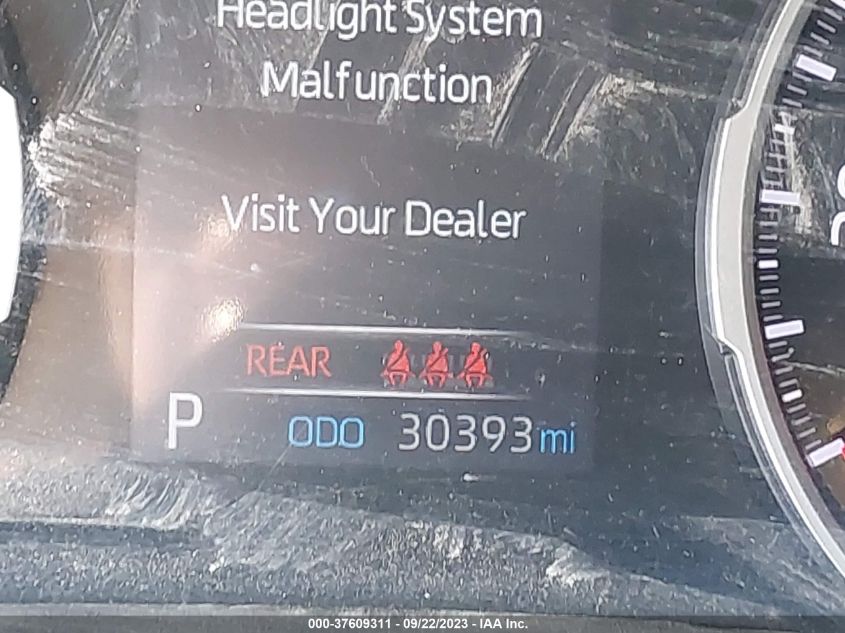 Headlight System
Malfunction
Visit Your Dealer
REAR
P ODO 30393 mi
000-37609311 - 09/22/2023 - IAA Inc.